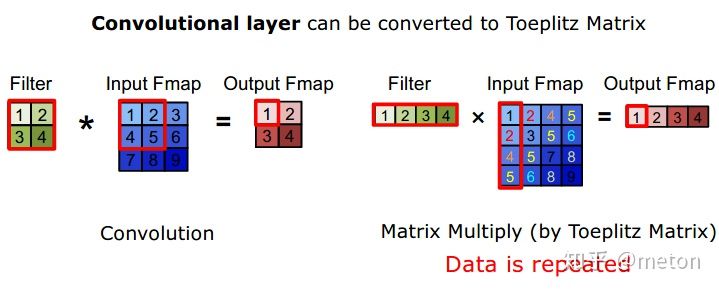 Convolutional layer can be converted to Toeplitz Matrix
Filter Input Fmap Output Fmap
1 2 * 1 2 3 = 1 2
3 4 4 5 6 3 4
7 8 9
Convolution
Filter Input Fmap Output Fmap
1 2 3 4 × 1 2 4 5 = 1 2 3 4
2 3 5 6
4 5 7 8
5 6 8 9
Matrix Multiply (by Toeplitz Matrix)
Data is repeated
知乎 @meton